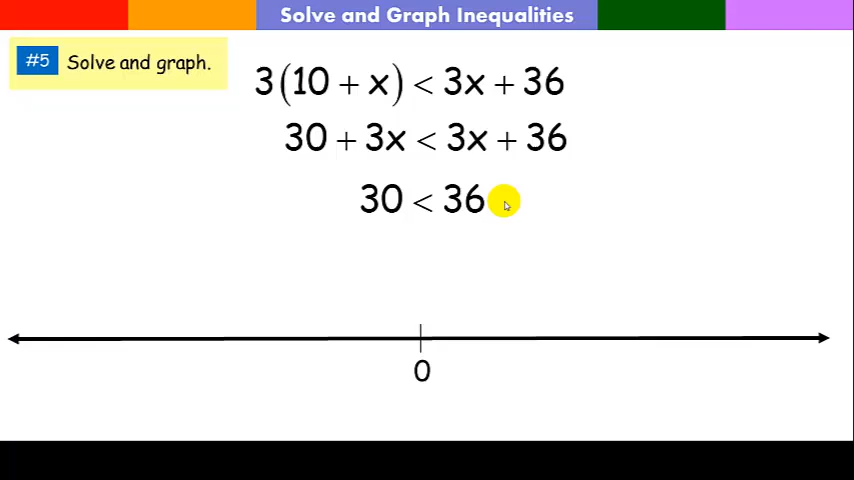 Solve and Graph Inequalities
#5 Solve and graph.
3(10 + x) < 3x + 36
30 + 3x < 3x + 36
30 < 36
0